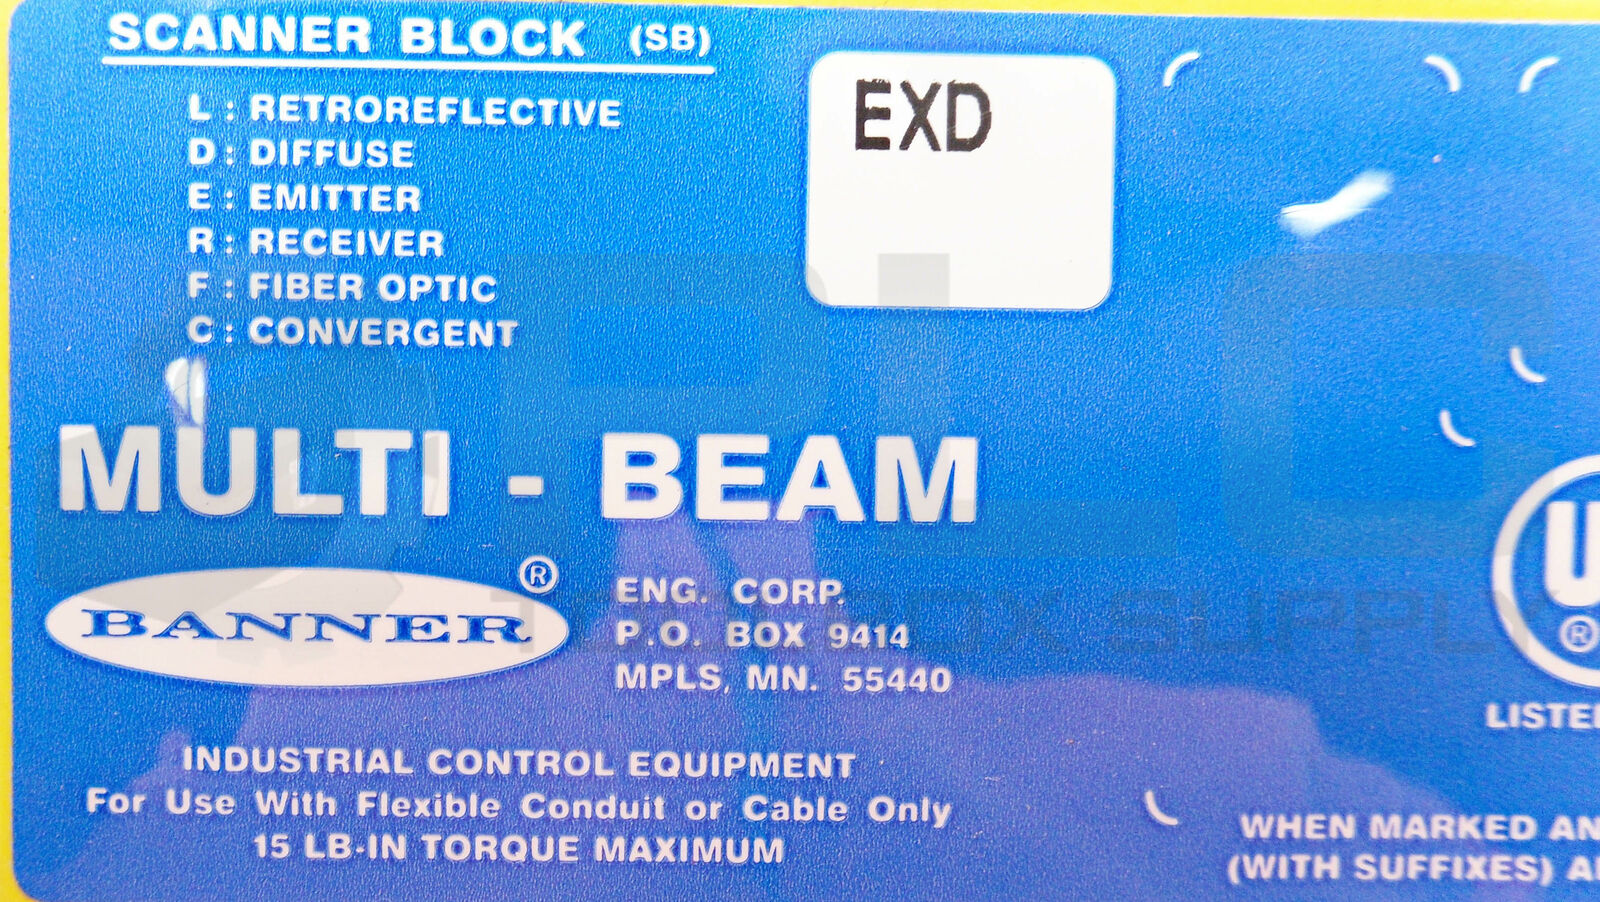 SCANNER BLOCK (SB)
L : RETROREFLECTIVE
D : DIFFUSE
E : EMITTER
R : RECEIVER
F : FIBER OPTIC
C : CONVERGENT
EXD
MULTI - BEAM
BANNER ®
ENG. CORP.
P.O. BOX 9414
MPLS, MN. 55440
INDUSTRIAL CONTROL EQUIPMENT
For Use With Flexible Conduit or Cable Only
15 LB-IN TORQUE MAXIMUM
U
®
WHEN MARKED
(WITH SUFFIXES)
SUPPLY